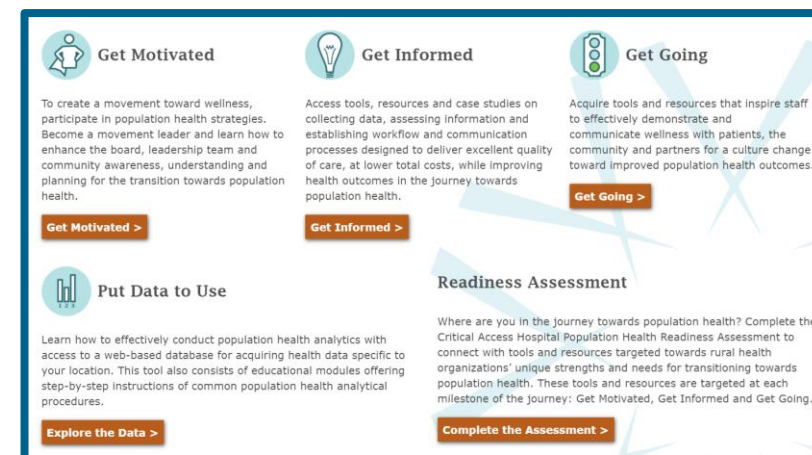 Get Motivated
To create a movement toward wellness,
participate in population health strategies.
Become a movement leader and learn how to
enhance the board, leadership team and
community awareness, understanding and
planning for the transition towards population
health.
Get Motivated >
Get Informed
Access tools, resources and case studies on
collecting data, assessing information and
establishing workflow and communication
processes designed to deliver excellent quality
of care, at lower total costs, while improving
health outcomes in the journey towards
population health.
Get Informed >
Get Going
Acquire tools and resources that inspire staff
to effectively demonstrate and
communicate wellness with patients, the
community and partners for a culture change
toward improved population health outcomes.
Get Going >
1 2 3
Put Data to Use
Learn how to effectively conduct population health analytics with
access to a web-based database for acquiring health data specific to
your location. This tool also consists of educational modules offering
step-by-step instructions of common population health analytical
procedures.
Explore the Data >
Readiness Assessment
Where are you in the journey towards population health? Complete the
Critical Access Hospital Population Health Readiness Assessment to
connect with tools and resources targeted towards rural health
organizations' unique strengths and needs for transitioning towards
population health. These tools and resources are targeted at each
milestone of the journey: Get Motivated, Get Informed and Get Going.
Complete the Assessment >